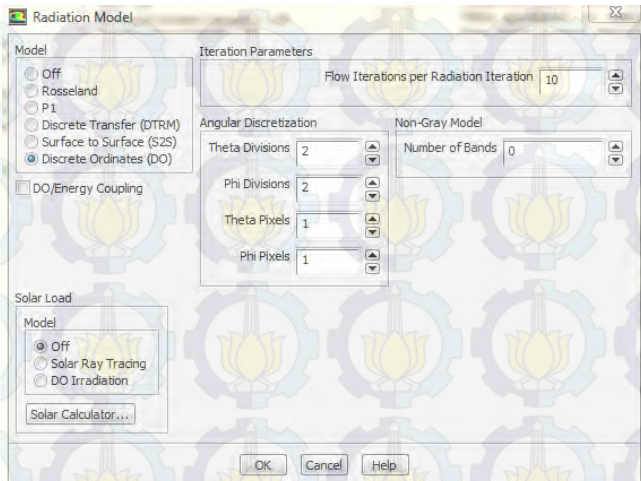 Radiation Model
Model
Off
Rosseland
P1
Discrete Transfer (DTRM)
Surface to Surface (S2S)
Discrete Ordinates (DO)
DO/Energy Coupling
Iteration Parameters
Flow Iterations per Radiation Iteration 10
Angular Discretization
Theta Divisions 2
Phi Divisions 2
Theta Pixels 1
Phi Pixels 1
Non-Gray Model
Number of Bands 0
Solar Load
Model
Off
Solar Ray Tracing
DO Irradiation
Solar Calculator...
OK Cancel Help